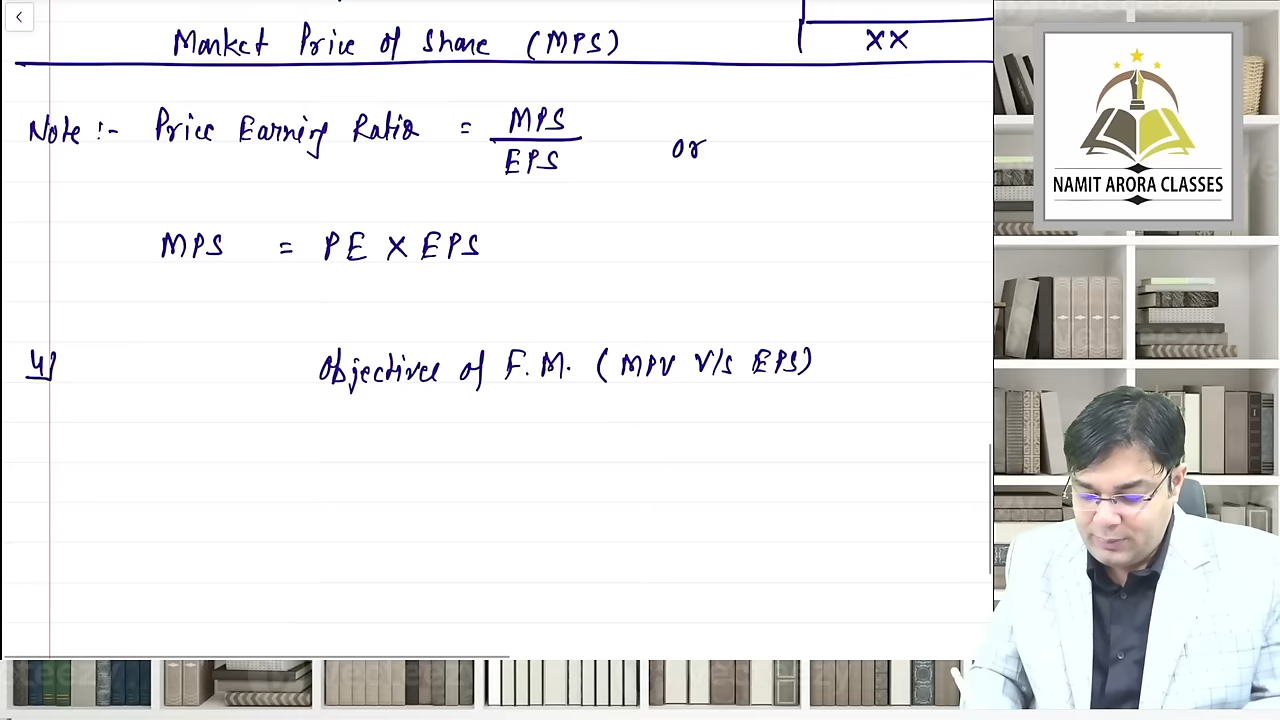 Market Price of Share (MPS)
XX
Note :- Price Earning Ratio = MPS / EPS or
MPS = PE X EPS
4) Objectives of F.M. (MPV V/S EPS)
NAMIT ARORA CLASSES